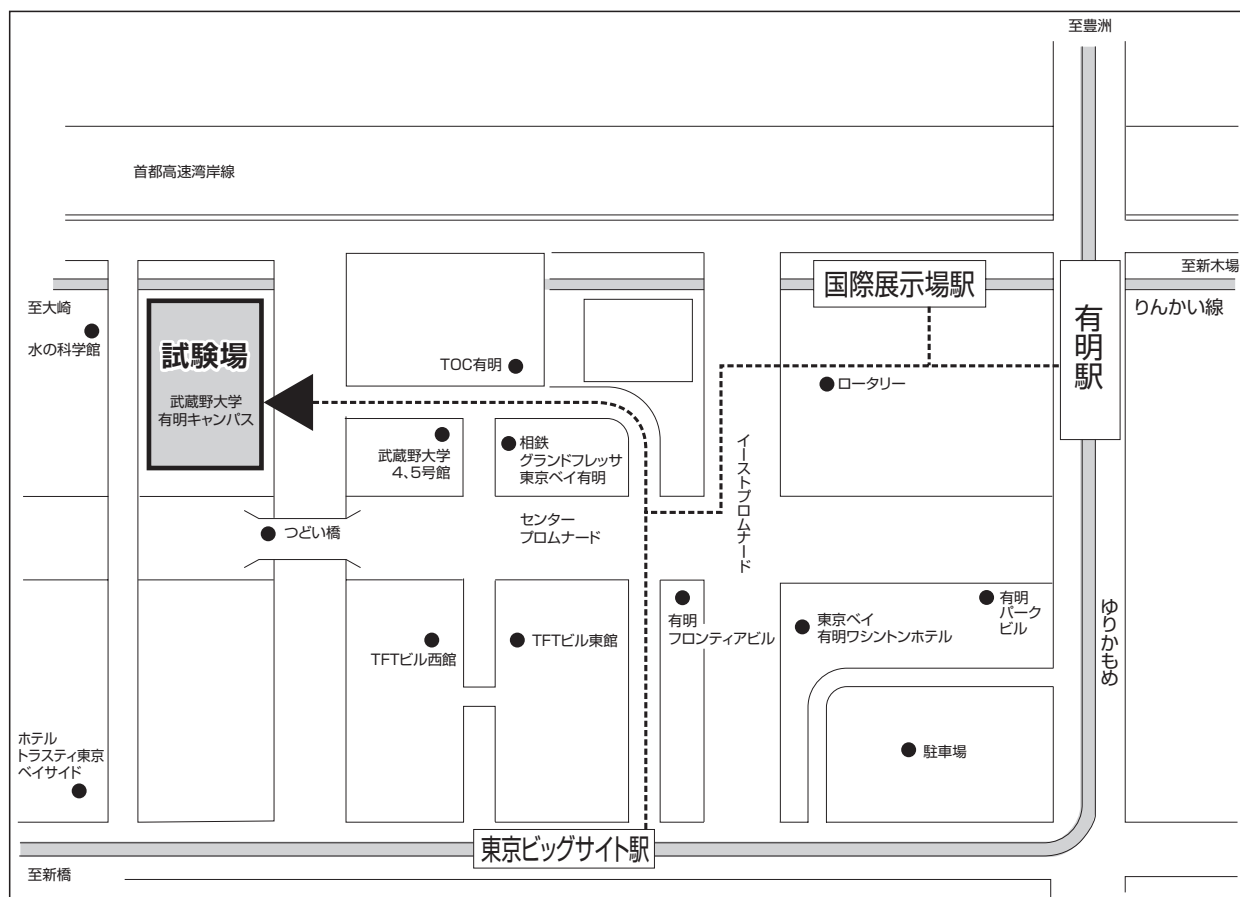 至豊洲
首都高速湾岸線
国際展示場駅
至新木場
りんかい線
有明駅
至大崎
水の科学館
試験場
武蔵野大学
有明キャンパス
TOC有明
ロータリー
武蔵野大学
4、5号館
相鉄
グランドフレッサ
東京ベイ有明
イーストプロムナード
つどい橋
センター
プロムナード
有明
フロンティアビル
東京ベイ
有明ワシントンホテル
有明
パーク
ビル
ゆりかもめ
TFTビル西館
TFTビル東館
ホテル
トラスティ東京
ベイサイド
駐車場
東京ビッグサイト駅
至新橋